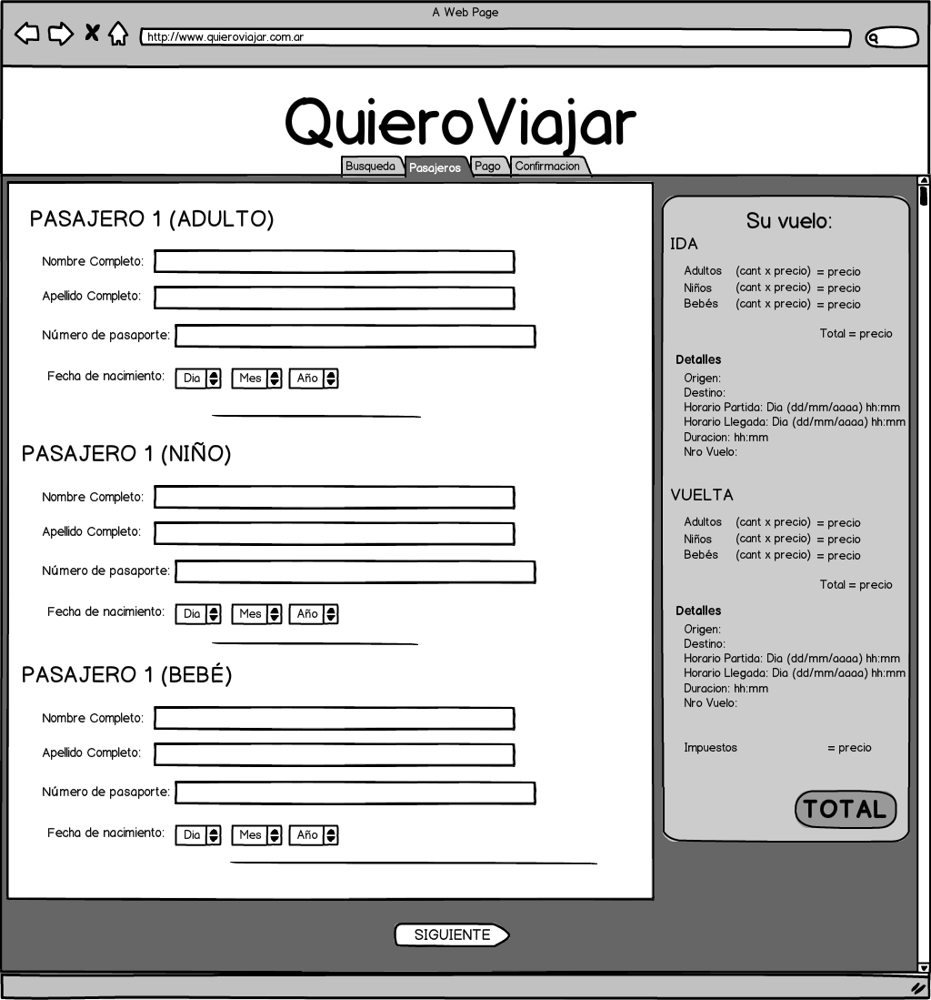 A Web Page
http://www.quieroviajar.com.ar
QuieroViajar
Busqueda Pasajeros Pago Confirmacion
PASAJERO 1 (ADULTO)
Nombre Completo:
Apellido Completo:
Número de pasaporte:
Fecha de nacimiento: Dia Mes Año
PASAJERO 1 (NIÑO)
Nombre Completo:
Apellido Completo:
Número de pasaporte:
Fecha de nacimiento: Dia Mes Año
PASAJERO 1 (BEBÉ)
Nombre Completo:
Apellido Completo:
Número de pasaporte:
Fecha de nacimiento: Dia Mes Año
Su vuelo:
IDA
Adultos (cant x precio) = precio
Niños (cant x precio) = precio
Bebés (cant x precio) = precio
Total = precio
Detalles
Origen:
Destino:
Horario Partida: Dia (dd/mm/aaaa) hh:mm
Horario Llegada: Dia (dd/mm/aaaa) hh:mm
Duracion: hh:mm
Nro Vuelo:
VUELTA
Adultos (cant x precio) = precio
Niños (cant x precio) = precio
Bebés (cant x precio) = precio
Total = precio
Detalles
Origen:
Destino:
Horario Partida: Dia (dd/mm/aaaa) hh:mm
Horario Llegada: Dia (dd/mm/aaaa) hh:mm
Duracion: hh:mm
Nro Vuelo:
Impuestos = precio
TOTAL
SIGUIENTE